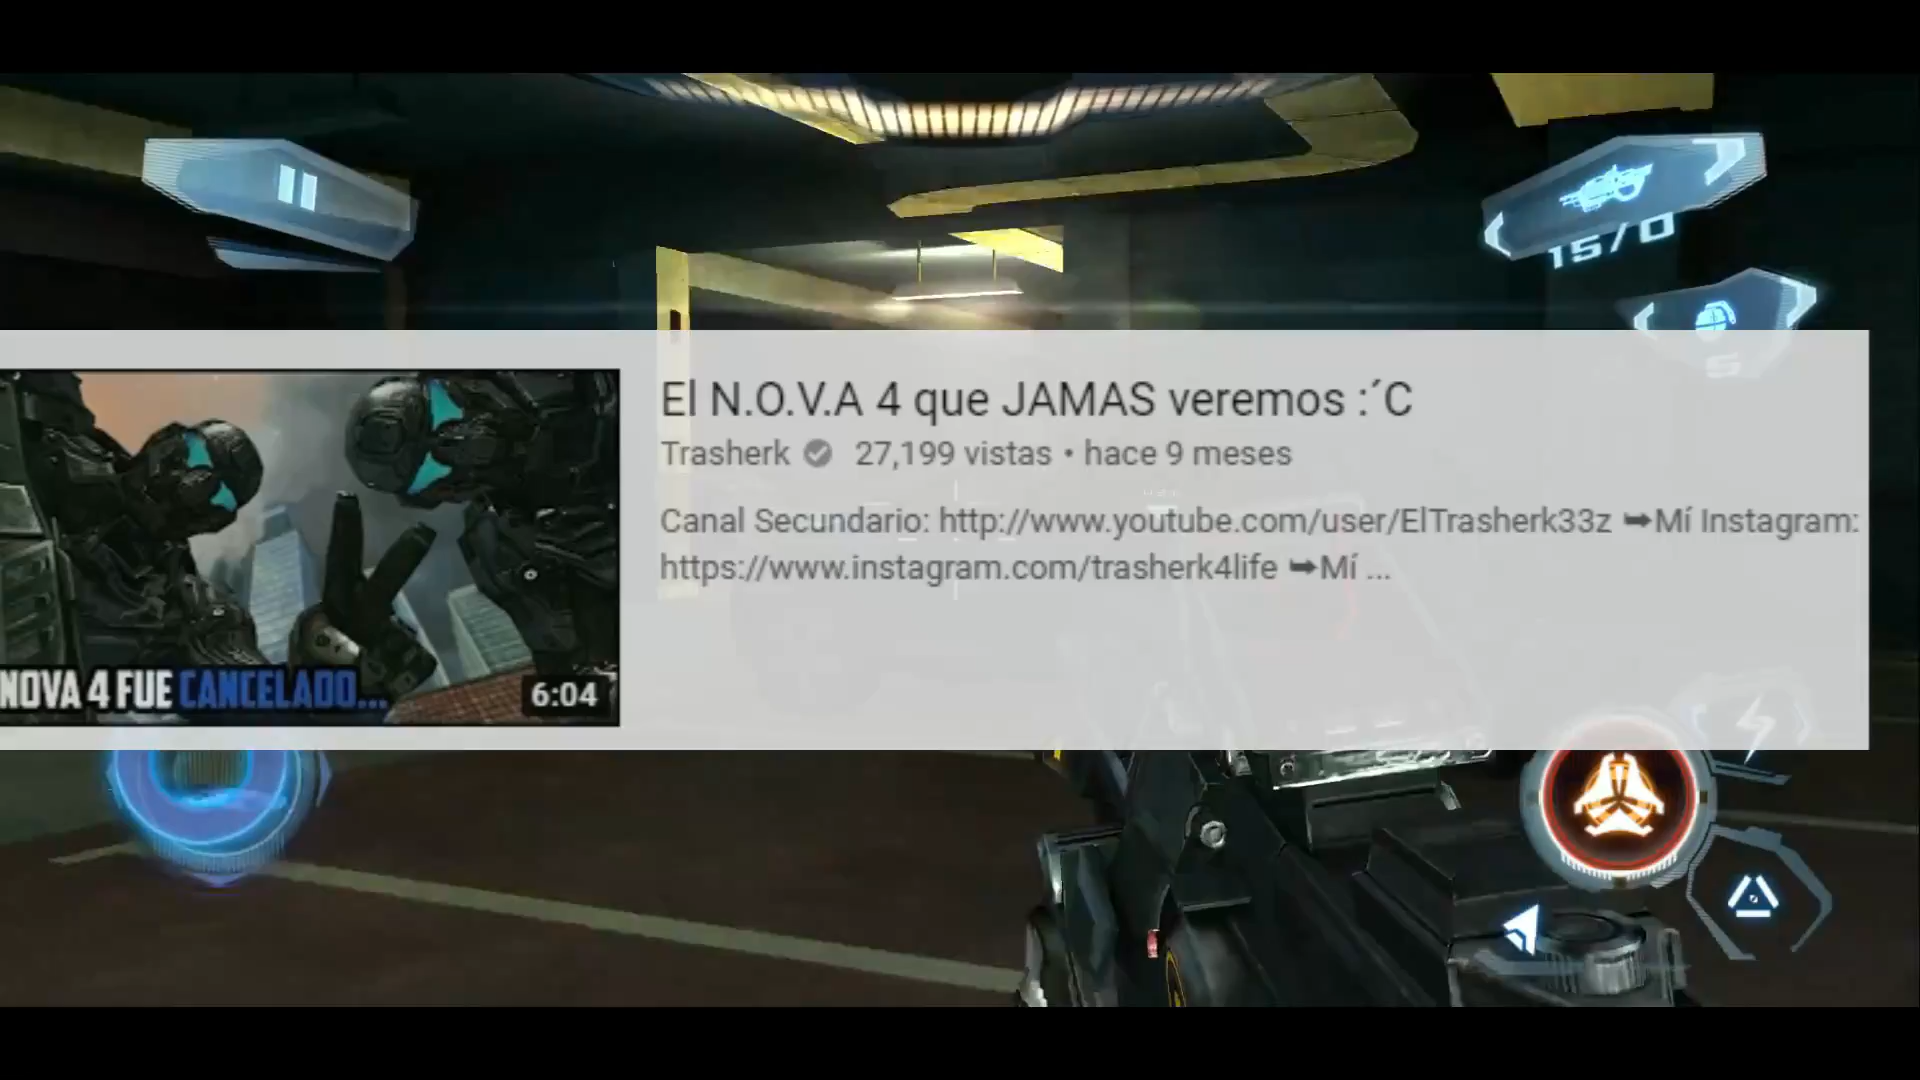 15/0
5
El N.O.V.A 4 que JAMAS veremos :´C
Trasherk 27,199 vistas • hace 9 meses
Canal Secundario: http://www.youtube.com/user/ElTrasherk33z ➥Mí Instagram:
https://www.instagram.com/trasherk4life ➥Mí ...
NOVA 4 FUE CANCELADO...
6:04